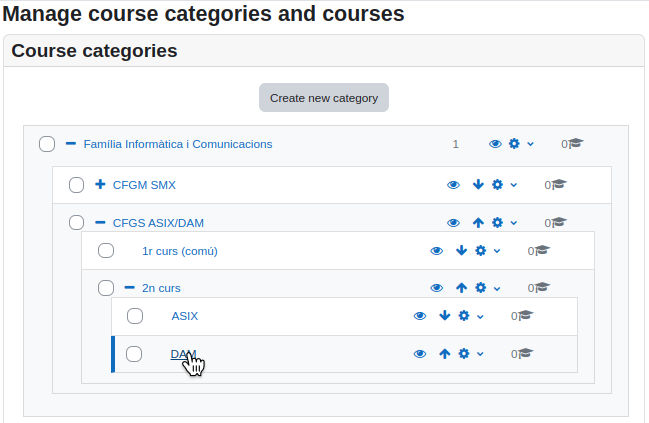 Manage course categories and courses
Course categories
Create new category
Família Informàtica i Comunicacions 1 0
CFGM SMX 0
CFGS ASIX/DAM 0
1r curs (comú) 0
2n curs 0
ASIX 0
DAM 0